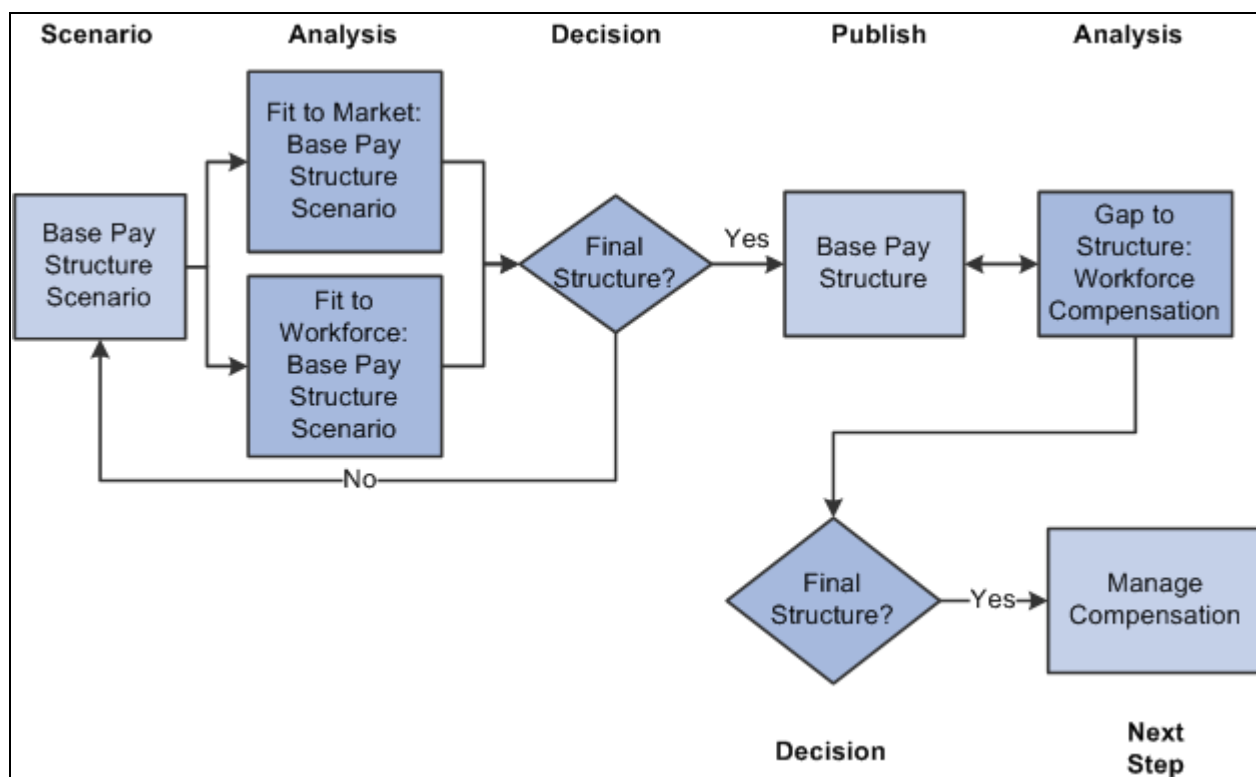 Scenario
Analysis
Decision
Publish
Analysis
Base Pay
Structure
Scenario
Fit to Market:
Base Pay
Structure
Scenario
Fit to
Workforce:
Base Pay
Structure
Scenario
Final
Structure?
Yes
No
Base Pay
Structure
Gap to
Structure:
Workforce
Compensation
Final
Structure?
Yes
Manage
Compensation
Decision
Next
Step